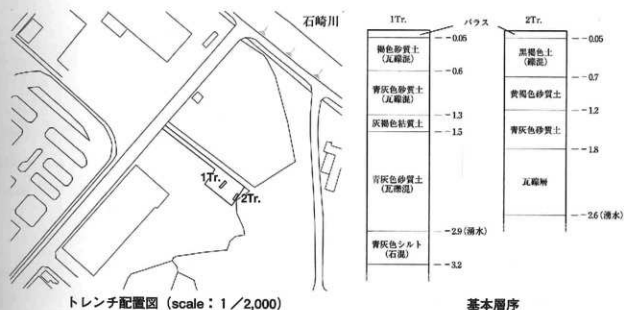 石崎川
1Tr.
2Tr.
トレンチ配置図（scale：1／2,000）
1Tr.
バラス
2Tr.
-0.05
褐色砂質土
(瓦礫混)
-0.6
青灰色砂質土
(瓦礫混)
-1.3
灰褐色粘質土
-1.5
青灰色砂質土
(瓦礫混)
-2.9(湧水)
青灰色シルト
(石混)
-3.2
-0.05
黒褐色土
(礫混)
-0.7
黄褐色砂質土
-1.2
青灰色砂質土
-1.8
瓦礫層
-2.6(湧水)
基本層序